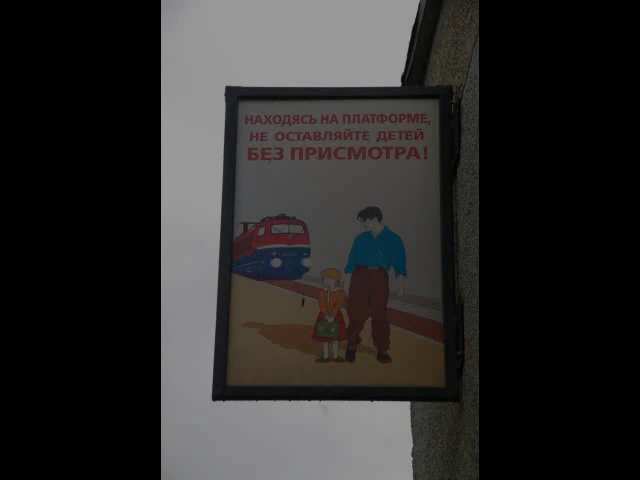 НАХОДЯСЬ НА ПЛАТФОРМЕ,
НЕ ОСТАВЛЯЙТЕ ДЕТЕЙ
БЕЗ ПРИСМОТРА!